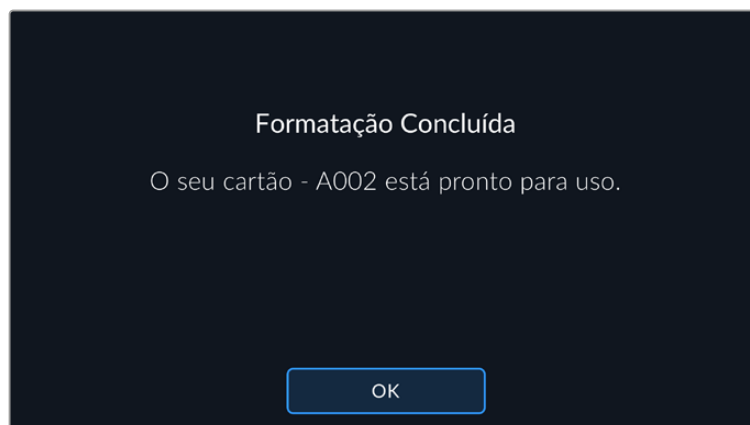 Formatação Concluída
O seu cartão - A002 está pronto para uso.
OK